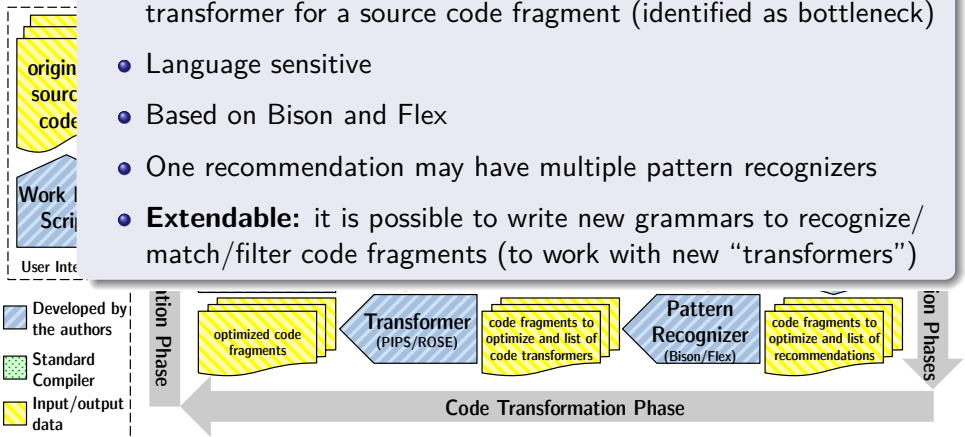 transformer for a source code fragment (identified as bottleneck)
Language sensitive
Based on Bison and Flex
One recommendation may have multiple pattern recognizers
Extendable: it is possible to write new grammars to recognize/
match/filter code fragments (to work with new “transformers”)
origin
sourc
code
Work
Scrip
User Inte
Developed by
the authors
Standard
Compiler
Input/output
data
Phase
optimized code
fragments
Transformer
(PIPS/ROSE)
code fragments to
optimize and list of
code transformers
Pattern
Recognizer
(Bison/Flex)
code fragments to
optimize and list of
recommendations
Phases
Code Transformation Phase